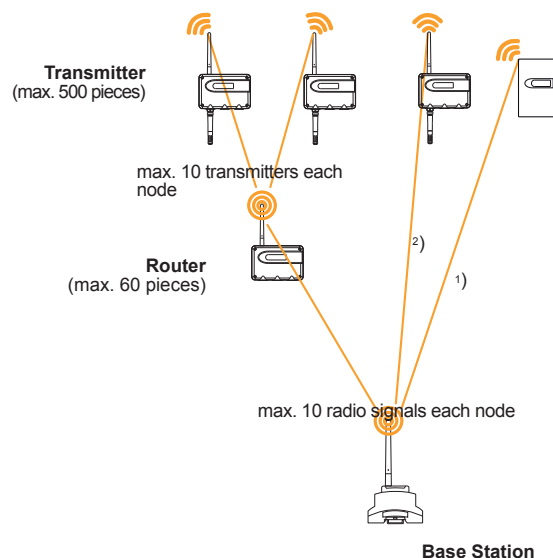 Transmitter
(max. 500 pieces)
max. 10 transmitters each
node
Router
(max. 60 pieces)
2)
1)
max. 10 radio signals each node
Base Station